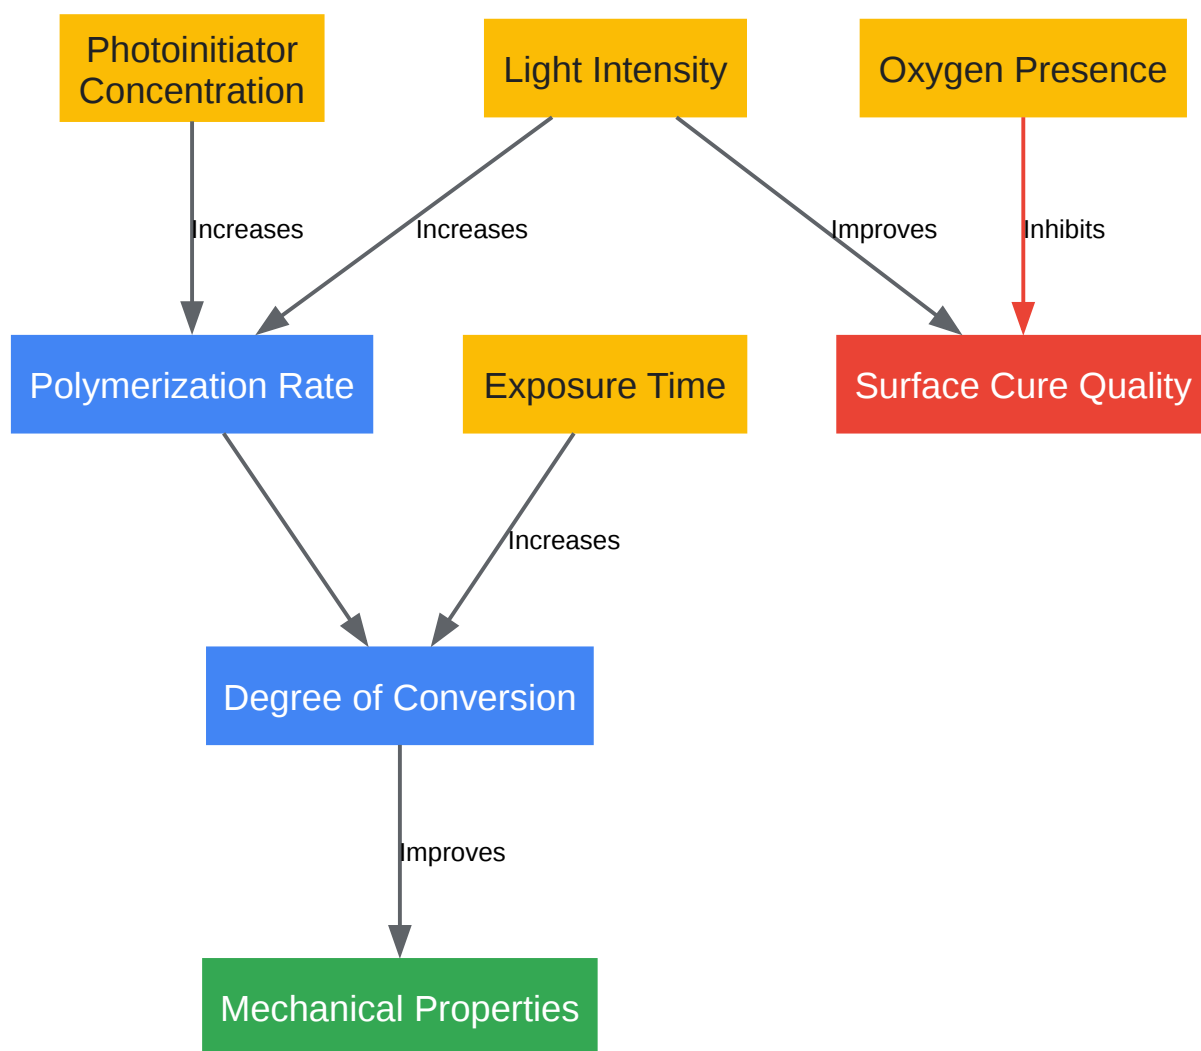 Photoinitiator
Concentration
Light Intensity
Oxygen Presence
Increases
Increases
Improves
Inhibits
Polymerization Rate
Exposure Time
Surface Cure Quality
Increases
Degree of Conversion
Improves
Mechanical Properties